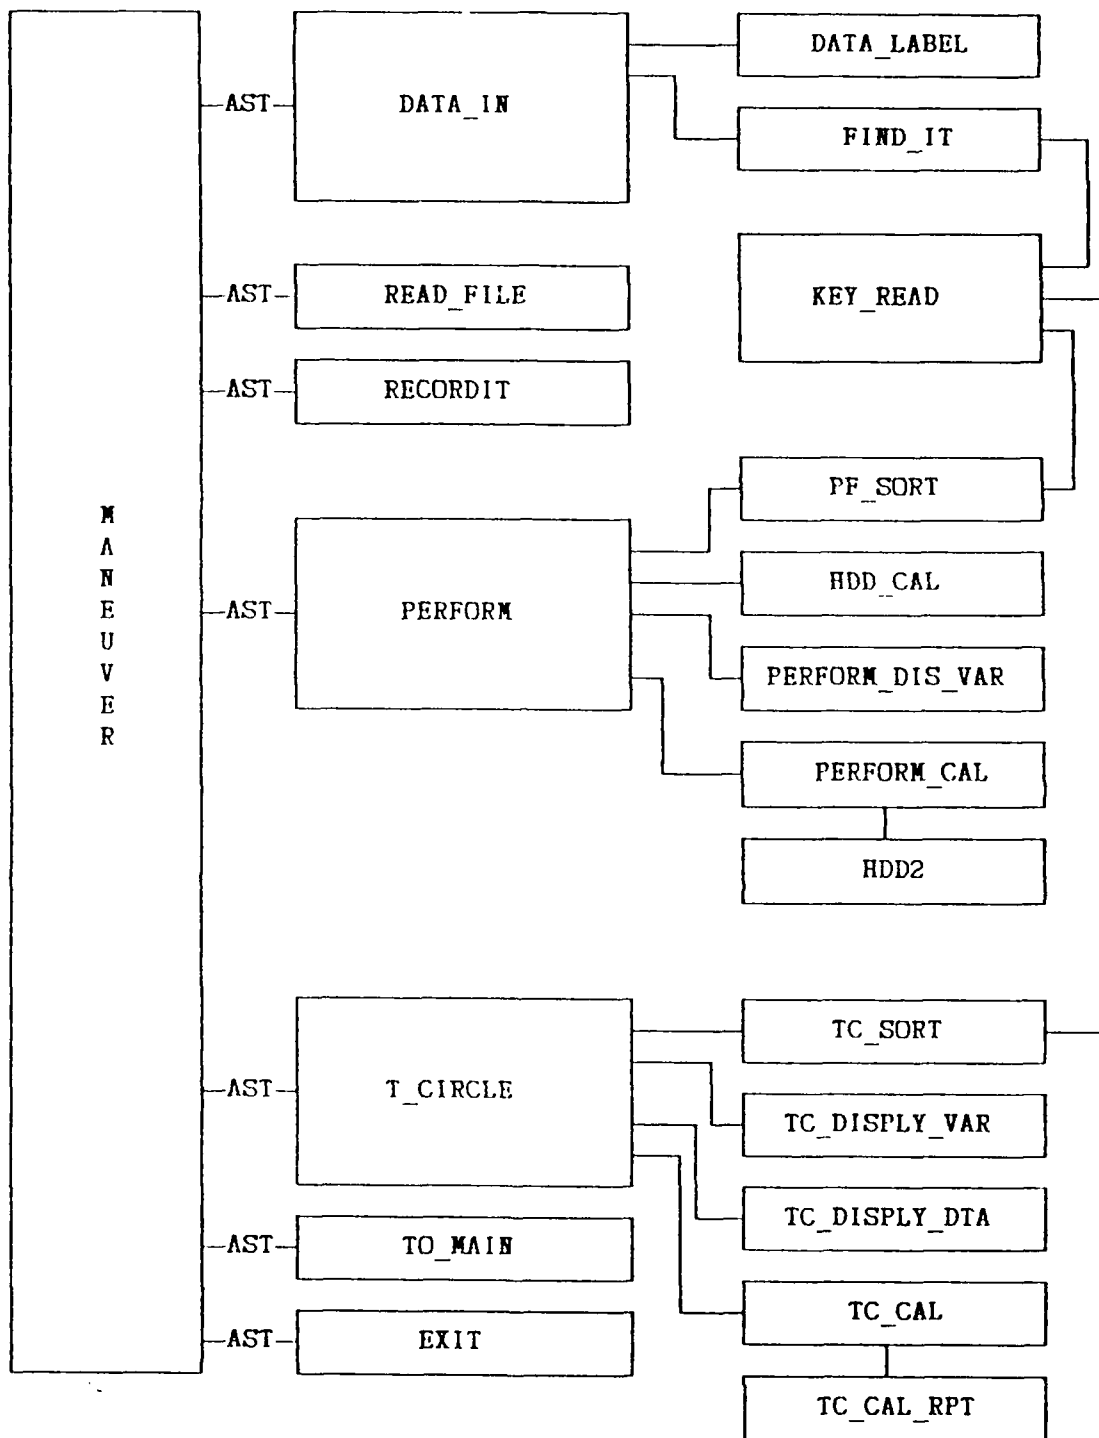 MANEUVER
AST
DATA_IN
DATA_LABEL
FIND_IT
AST
READ_FILE
KEY_READ
AST
RECORDIT
AST
PERFORM
PF_SORT
HDD_CAL
PERFORM_DIS_VAR
PERFORM_CAL
HDD2
AST
T_CIRCLE
TC_SORT
TC_DISPLY_VAR
TC_DISPLY_DTA
TC_CAL
TC_CAL_RPT
AST
TO_MAIN
AST
EXIT